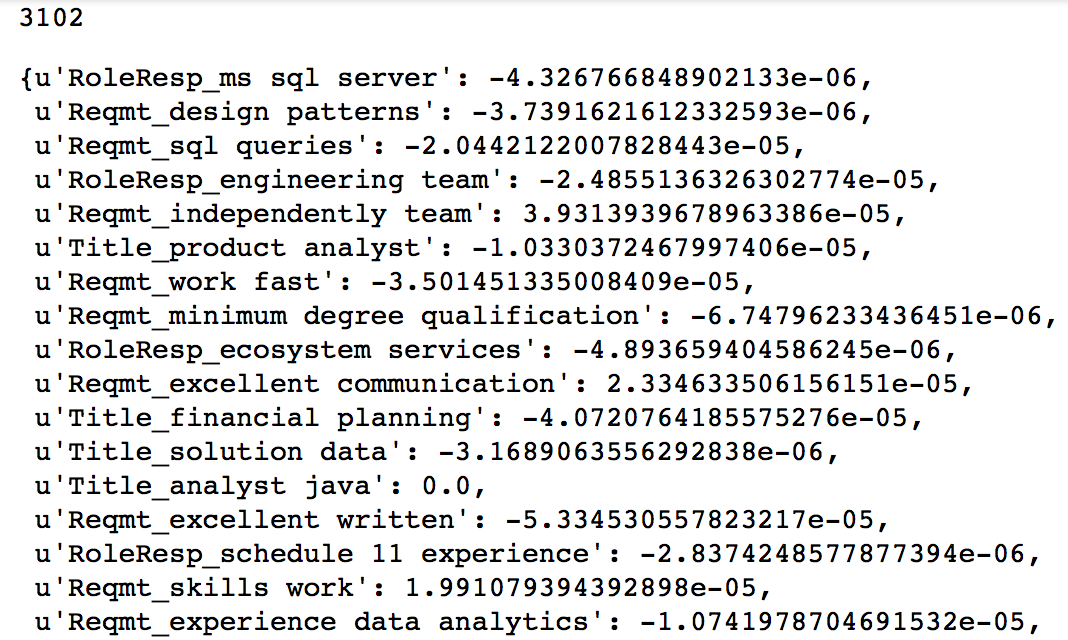 3102
{u'RoleResp_ms sql server': -4.326766848902133e-06,
u'Reqmt_design patterns': -3.7391621612332593e-06,
u'Reqmt_sql queries': -2.0442122007828443e-05,
u'RoleResp_engineering team': -2.4855136326302774e-05,
u'Reqmt_independently team': 3.9313939678963386e-05,
u'Title_product analyst': -1.0330372467997406e-05,
u'Reqmt_work fast': -3.501451335008409e-05,
u'Reqmt_minimum degree qualification': -6.74796233436451e-06,
u'RoleResp_ecosystem services': -4.893659404586245e-06,
u'Reqmt_excellent communication': 2.334633506156151e-05,
u'Title_financial planning': -4.0720764185575276e-05,
u'Title_solution data': -3.1689063556292838e-06,
u'Title_analyst java': 0.0,
u'Reqmt_excellent written': -5.334530557823217e-05,
u'RoleResp_schedule 11 experience': -2.8374248577877394e-06,
u'Reqmt_skills work': 1.991079394392898e-05,
u'Reqmt_experience data analytics': -1.0741978704691532e-05,